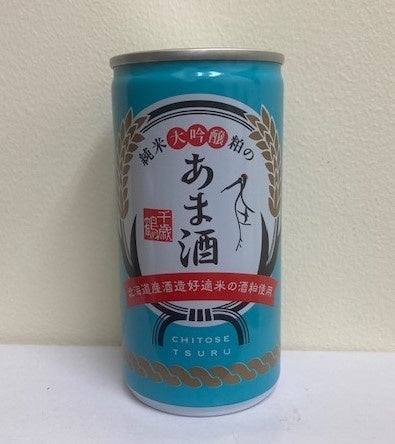 純米大吟醸粕の
あま酒
千歳鶴
北海道産酒造好適米の酒粕使用
CHITOSE
TSURU